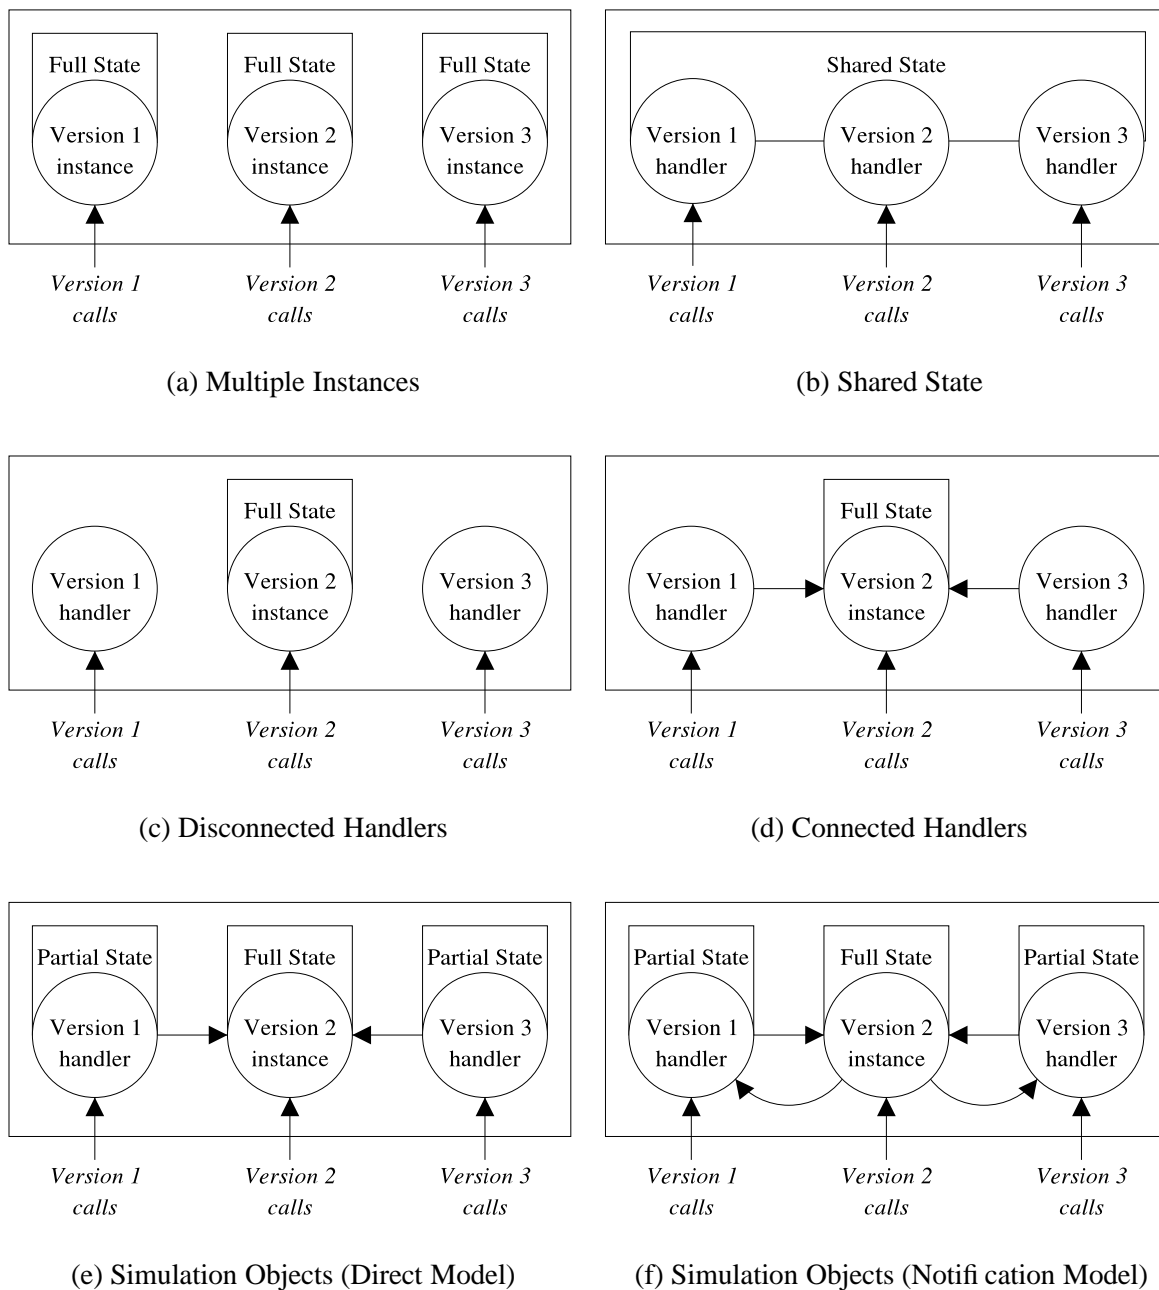 Full State
Full State
Full State
Version 1
instance
Version 2
instance
Version 3
instance
Version 1
calls
Version 2
calls
Version 3
calls
(a) Multiple Instances
Shared State
Version 1
handler
Version 2
handler
Version 3
handler
Version 1
calls
Version 2
calls
Version 3
calls
(b) Shared State
Full State
Version 1
handler
Version 2
instance
Version 3
handler
Version 1
calls
Version 2
calls
Version 3
calls
(c) Disconnected Handlers
Full State
Version 1
handler
Version 2
instance
Version 3
handler
Version 1
calls
Version 2
calls
Version 3
calls
(d) Connected Handlers
Partial State
Full State
Partial State
Version 1
handler
Version 2
instance
Version 3
handler
Version 1
calls
Version 2
calls
Version 3
calls
(e) Simulation Objects (Direct Model)
Partial State
Full State
Partial State
Version 1
handler
Version 2
instance
Version 3
handler
Version 1
calls
Version 2
calls
Version 3
calls
(f) Simulation Objects (Notifi cation Model)